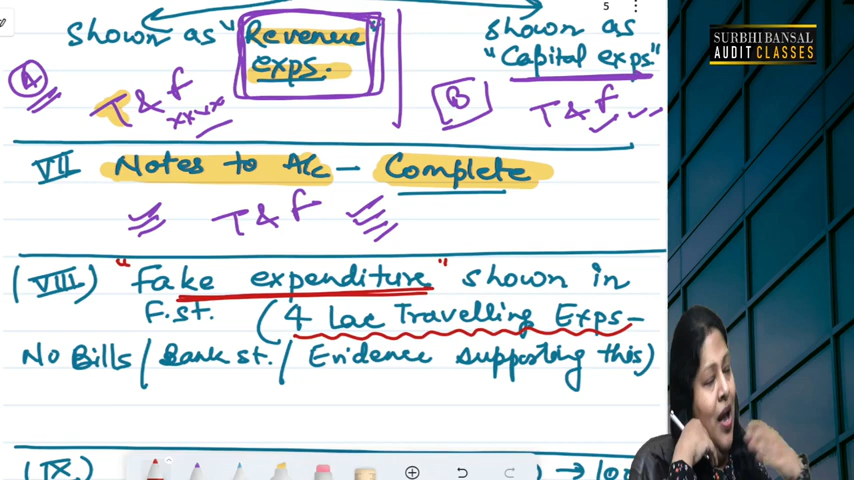 5
SURBHI BANSAL
AUDIT CLASSES
shown as "Revenue exps."
shown as "Capital exps."
A
T & f xxxx
B
T & f
VII Notes to A/c - Complete
T & f
(VIII) "Fake expenditure" shown in
F.st. (4 Lac Travelling Exps-
No Bills / Bank st. / Evidence supporting this)
(IX)